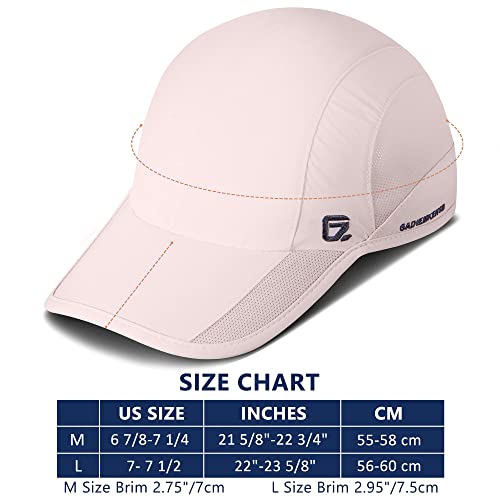 GZ
GADIEMKENSD
SIZE CHART
US SIZE INCHES CM
M 6 7/8-7 1/4 21 5/8"-22 3/4" 55-58 cm
L 7- 7 1/2 22"-23 5/8" 56-60 cm
M Size Brim 2.75"/7cm L Size Brim 2.95"/7.5cm